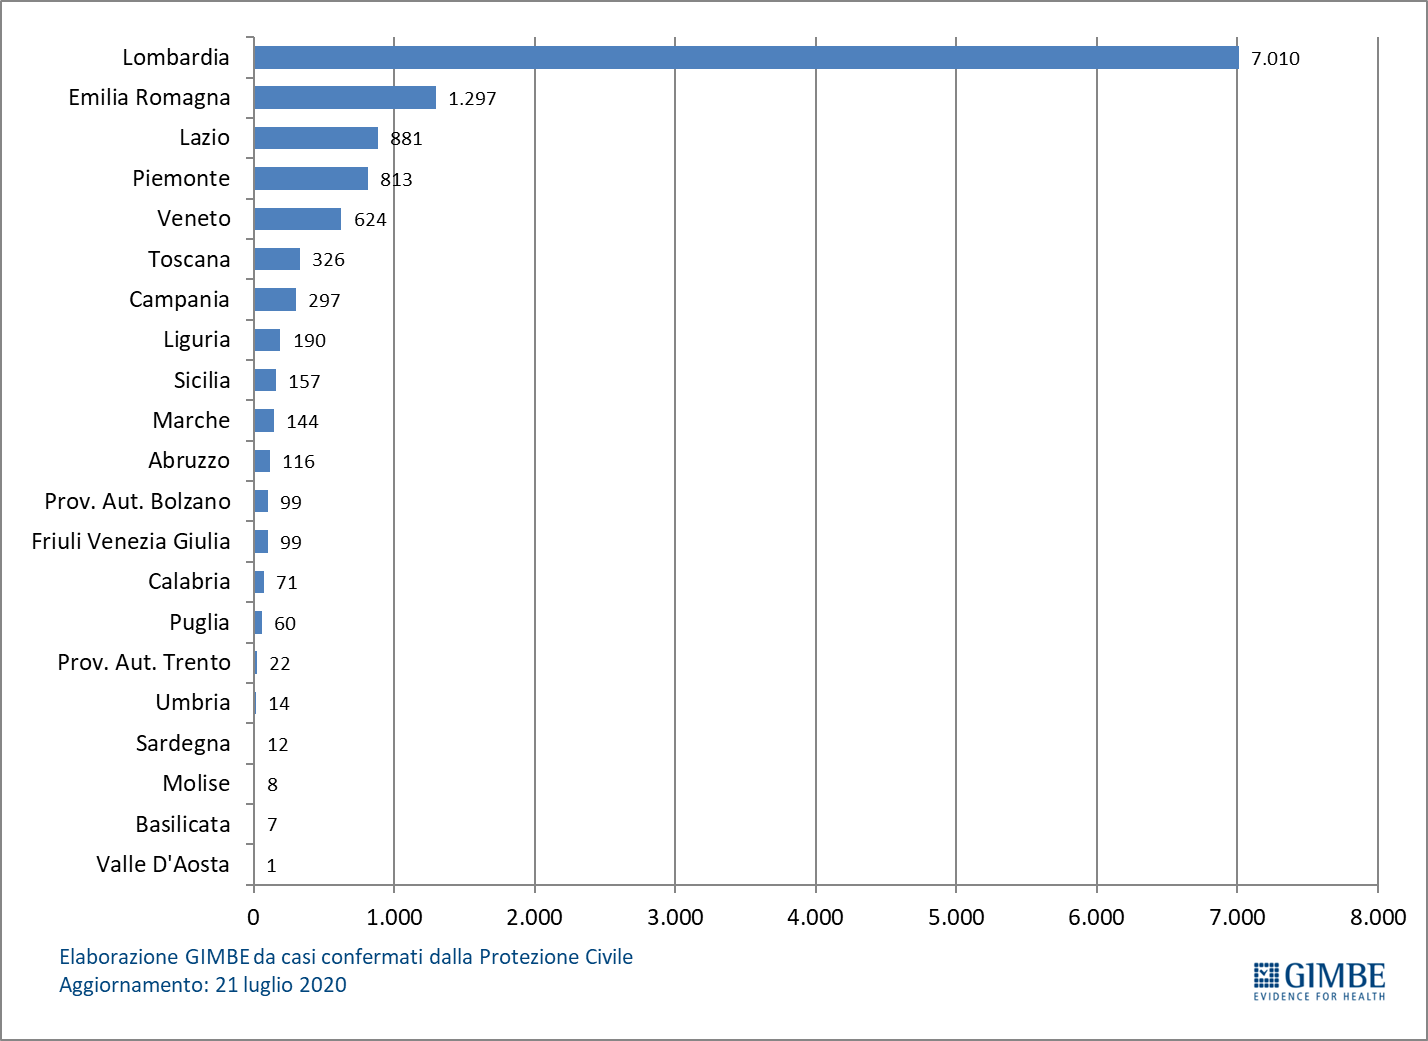 Lombardia 7.010
Emilia Romagna 1.297
Lazio 881
Piemonte 813
Veneto 624
Toscana 326
Campania 297
Liguria 190
Sicilia 157
Marche 144
Abruzzo 116
Prov. Aut. Bolzano 99
Friuli Venezia Giulia 99
Calabria 71
Puglia 60
Prov. Aut. Trento 22
Umbria 14
Sardegna 12
Molise 8
Basilicata 7
Valle D'Aosta 1
0 1.000 2.000 3.000 4.000 5.000 6.000 7.000 8.000
Elaborazione GIMBE da casi confermati dalla Protezione Civile
Aggiornamento: 21 luglio 2020
GIMBE
EVIDENCE FOR HEALTH